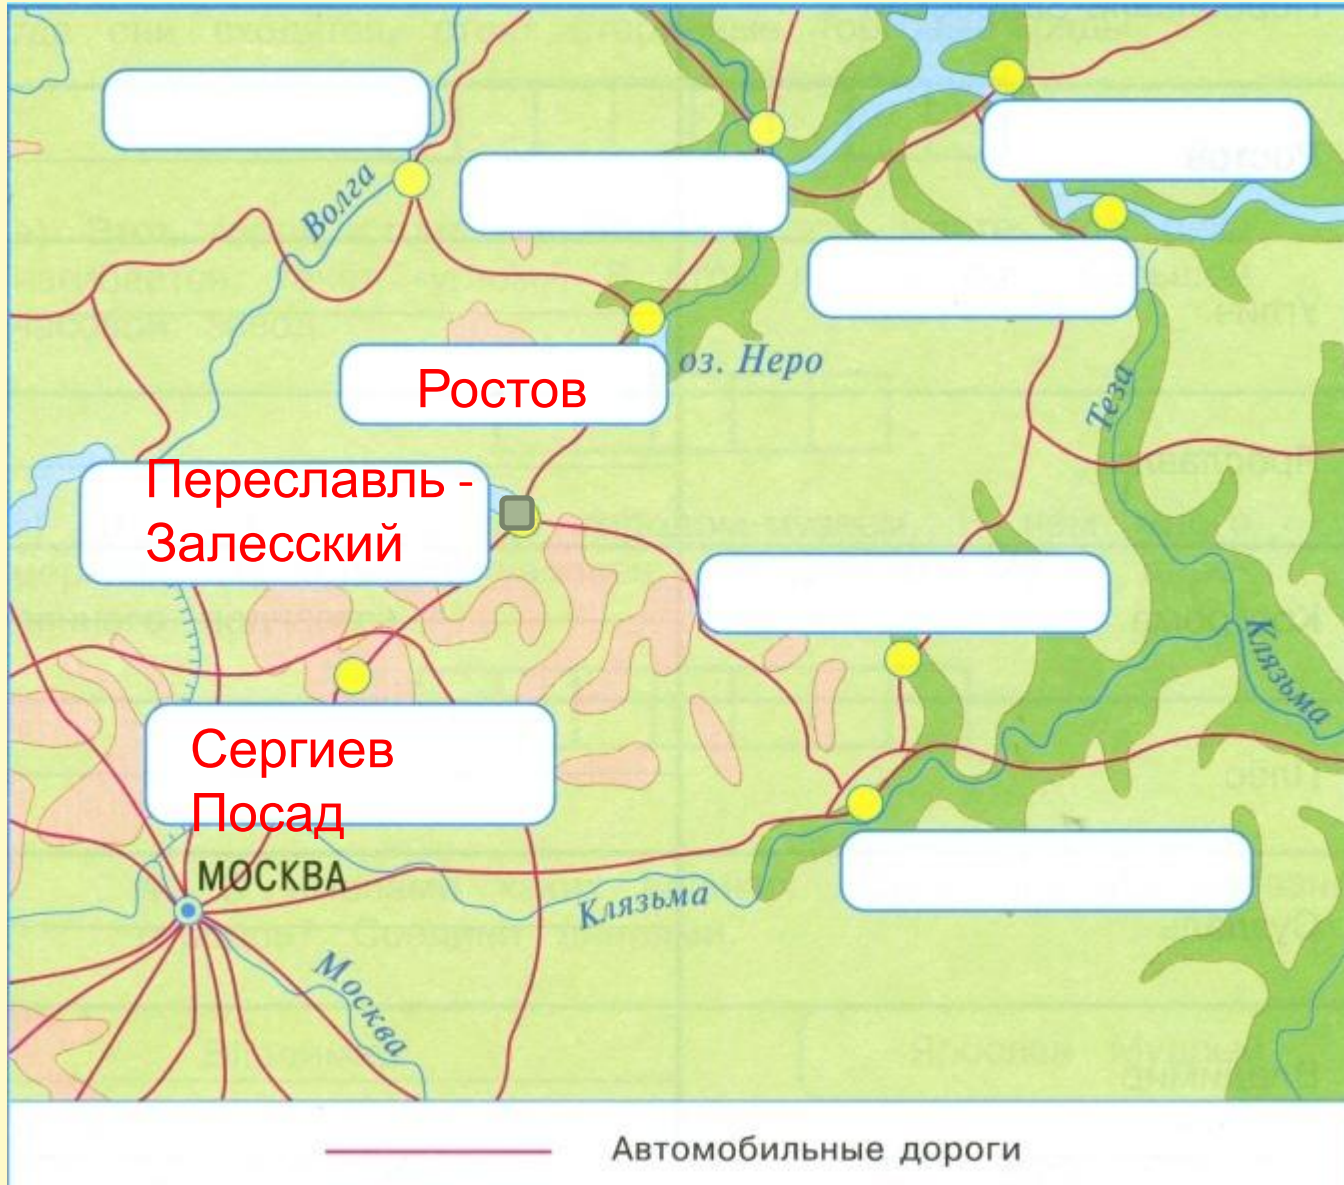 Волга
оз. Неро
Ростов
Теза
Переславль -
Залесский
Клязьма
Сергиев
Посад
МОСКВА
Клязьма
Москва
Автомобильные дороги